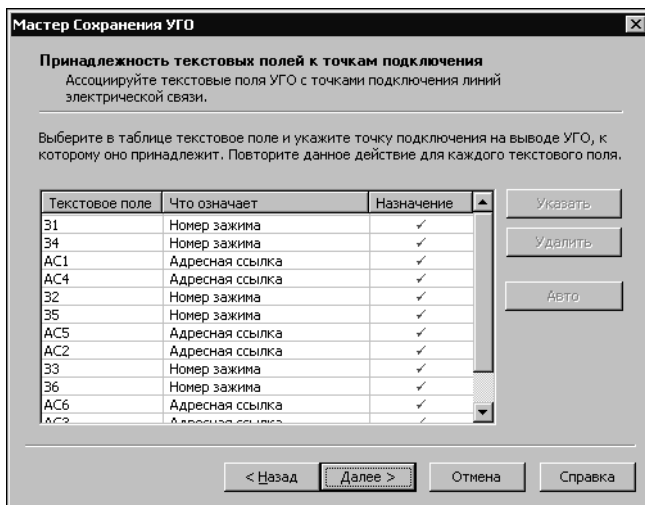 Мастер Сохранения УГО
Принадлежность текстовых полей к точкам подключения
Ассоциируйте текстовые поля УГО с точками подключения линий
электрической связи.
Выберите в таблице текстовое поле и укажите точку подключения на выводе УГО, к
которому оно принадлежит. Повторите данное действие для каждого текстового поля.
Текстовое поле Что означает Назначение
З1 Номер зажима ✓
З4 Номер зажима ✓
АС1 Адресная ссылка ✓
АС4 Адресная ссылка ✓
З2 Номер зажима ✓
З5 Номер зажима ✓
АС5 Адресная ссылка ✓
АС2 Адресная ссылка ✓
З3 Номер зажима ✓
З6 Номер зажима ✓
АС6 Адресная ссылка ✓
АС3 Адресная ссылка ✓
Указать
Удалить
Авто
< Назад Далее > Отмена Справка